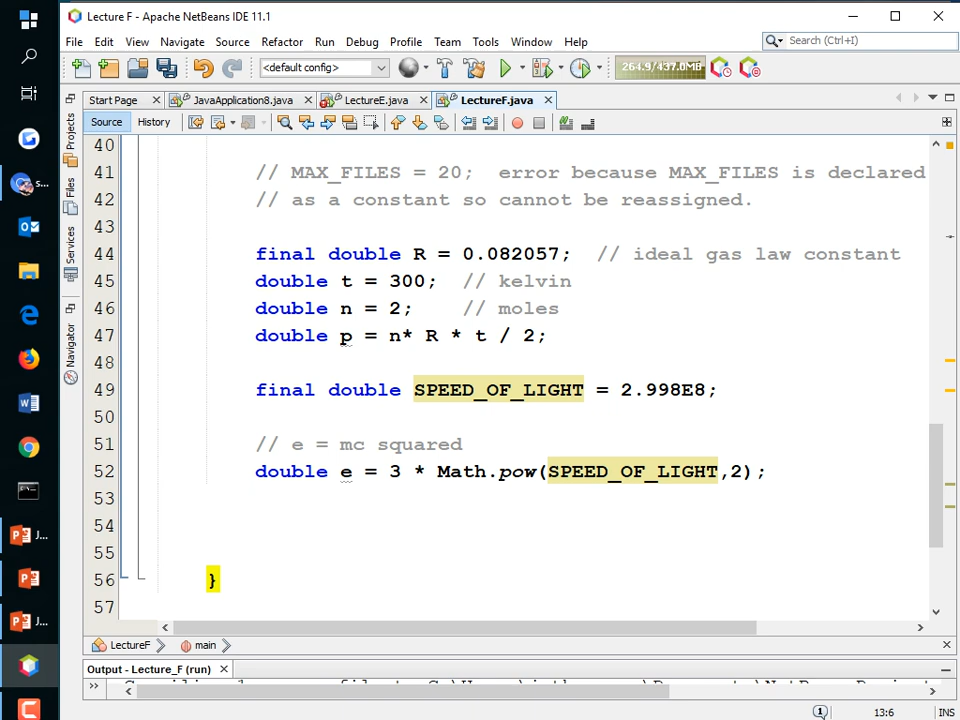 Lecture F - Apache NetBeans IDE 11.1
File Edit View Navigate Source Refactor Run Debug Profile Team Tools Window Help
Search (Ctrl+I)
<default config>
264.9/437.0MB
Start Page
JavaApplication8.java
LectureE.java
LectureF.java
Source
History
Projects
Files
Services
Navigator
40
41 // MAX_FILES = 20; error because MAX_FILES is declared
42 // as a constant so cannot be reassigned.
43
44 final double R = 0.082057; // ideal gas law constant
45 double t = 300; // kelvin
46 double n = 2; // moles
47 double p = n* R * t / 2;
48
49 final double SPEED_OF_LIGHT = 2.998E8;
50
51 // e = mc squared
52 double e = 3 * Math.pow(SPEED_OF_LIGHT,2);
53
54
55
56 }
57
LectureF
main
Output - Lecture_F (run)
s...
J...
J...
1
13:6
INS